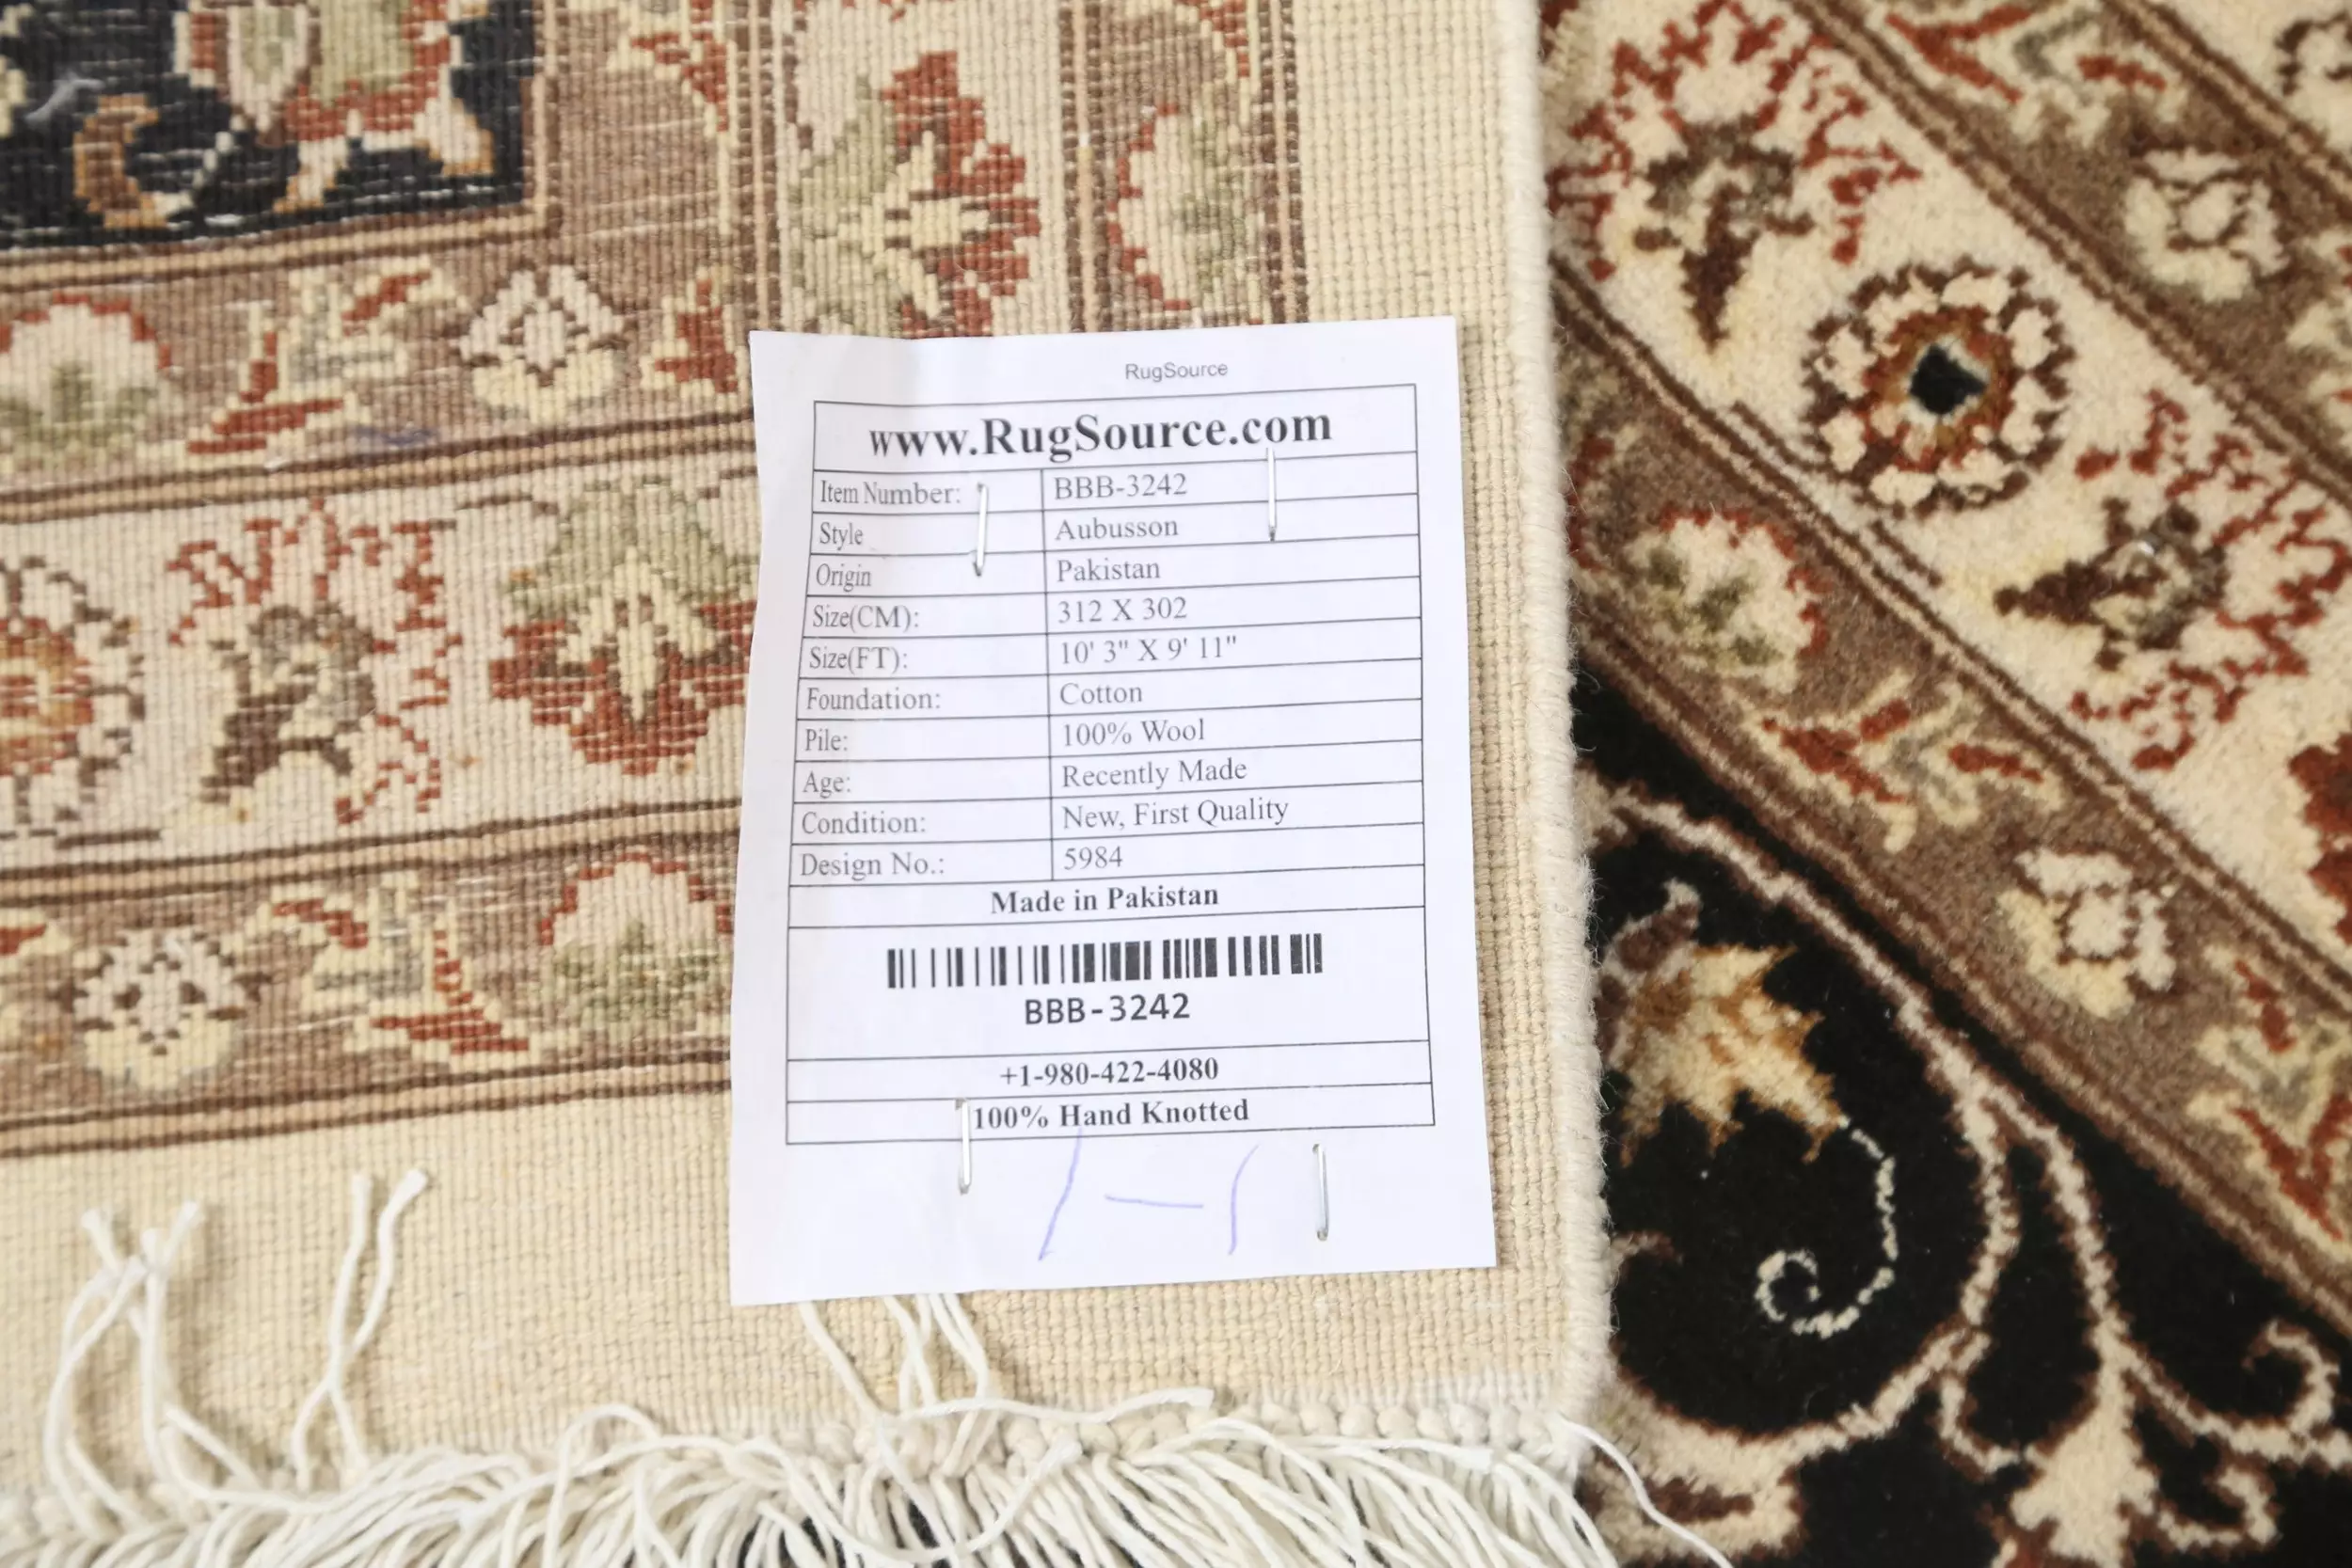 RugSource
www.RugSource.com
Item Number: BBB-3242
Style Aubusson
Origin Pakistan
Size(CM): 312 X 302
Size(FT): 10' 3" X 9' 11"
Foundation: Cotton
Pile: 100% Wool
Age: Recently Made
Condition: New, First Quality
Design No.: 5984
Made in Pakistan
BBB-3242
+1-980-422-4080
100% Hand Knotted
1-1